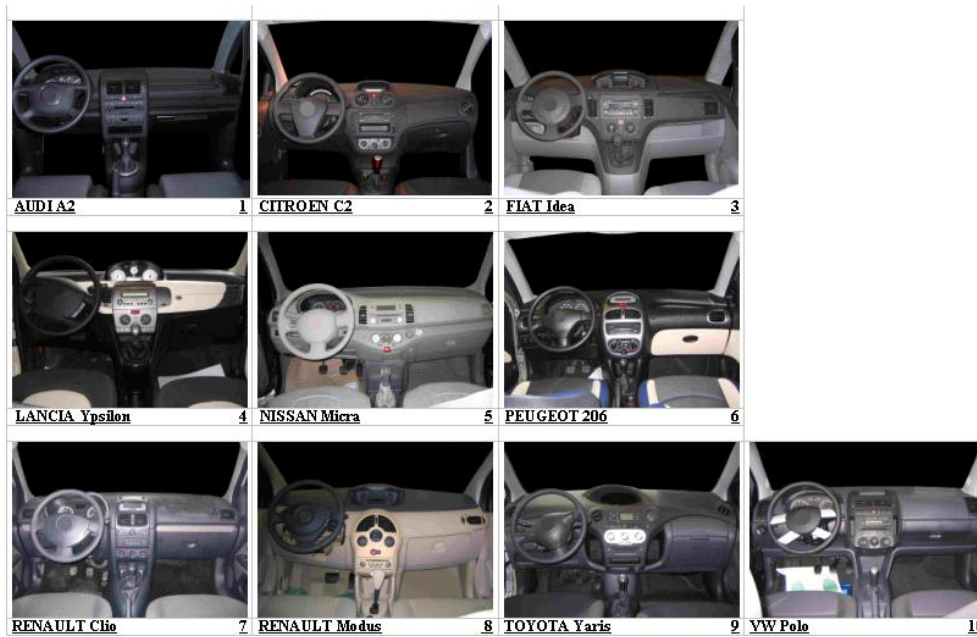 AUDI A2 1
CITROEN C2 2
FIAT Idea 3
LANCIA Ypsilon 4
NISSAN Micra 5
PEUGEOT 206 6
RENAULT Clio 7
RENAULT Modus 8
TOYOTA Yaris 9
VW Polo 1